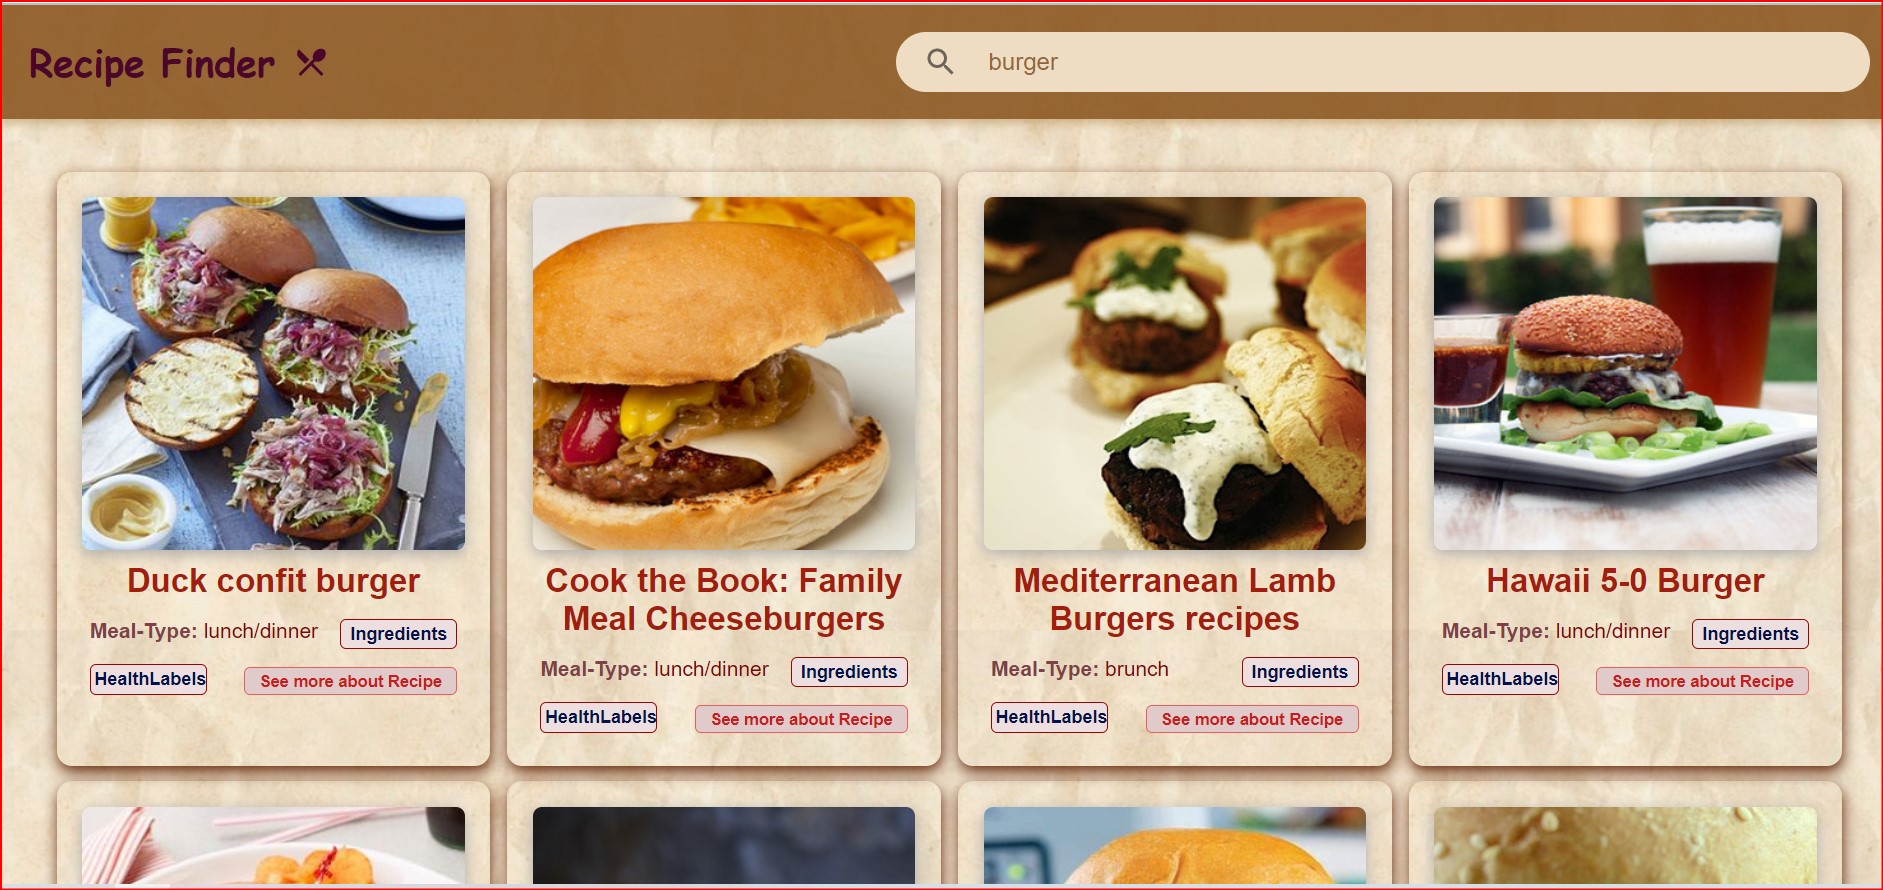 Recipe Finder
burger
Duck confit burger
Meal-Type: lunch/dinner
Ingredients
HealthLabels
See more about Recipe
Cook the Book: Family
Meal Cheeseburgers
Meal-Type: lunch/dinner
Ingredients
HealthLabels
See more about Recipe
Mediterranean Lamb
Burgers recipes
Meal-Type: brunch
Ingredients
HealthLabels
See more about Recipe
Hawaii 5-0 Burger
Meal-Type: lunch/dinner
Ingredients
HealthLabels
See more about Recipe